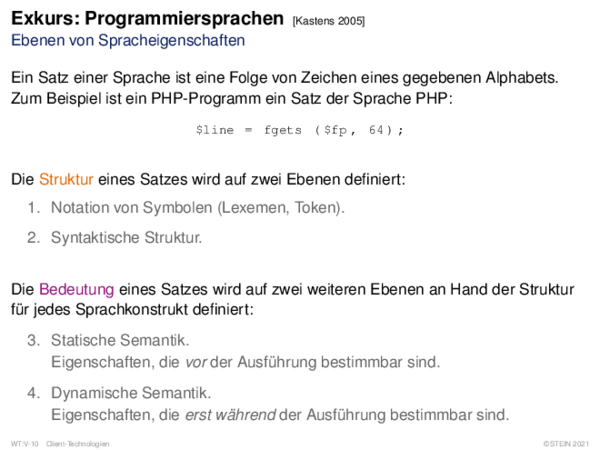 Exkurs: Programmiersprachen [Kastens 2005]
Ebenen von Spracheigenschaften
Ein Satz einer Sprache ist eine Folge von Zeichen eines gegebenen Alphabets.
Zum Beispiel ist ein PHP-Programm ein Satz der Sprache PHP:
$line = fgets ($fp, 64);
Die Struktur eines Satzes wird auf zwei Ebenen definiert:
1. Notation von Symbolen (Lexemen, Token).
2. Syntaktische Struktur.
Die Bedeutung eines Satzes wird auf zwei weiteren Ebenen an Hand der Struktur
für jedes Sprachkonstrukt definiert:
3. Statische Semantik.
Eigenschaften, die vor der Ausführung bestimmbar sind.
4. Dynamische Semantik.
Eigenschaften, die erst während der Ausführung bestimmbar sind.
WT:V-10 Client-Technologien ©STEIN 2021